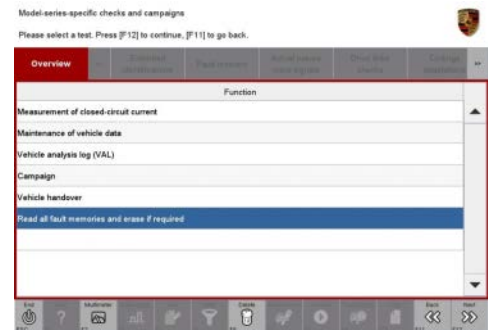 Model-series-specific checks and campaigns
Please select a test. Press [F12] to continue, [F11] to go back.
Overview
Function
Measurement of closed-circuit current
Maintenance of vehicle data
Vehicle analysis log (VAL)
Campaign
Vehicle handover
Read all fault memories and erase if required
End Multimeter Delete Back Next
?